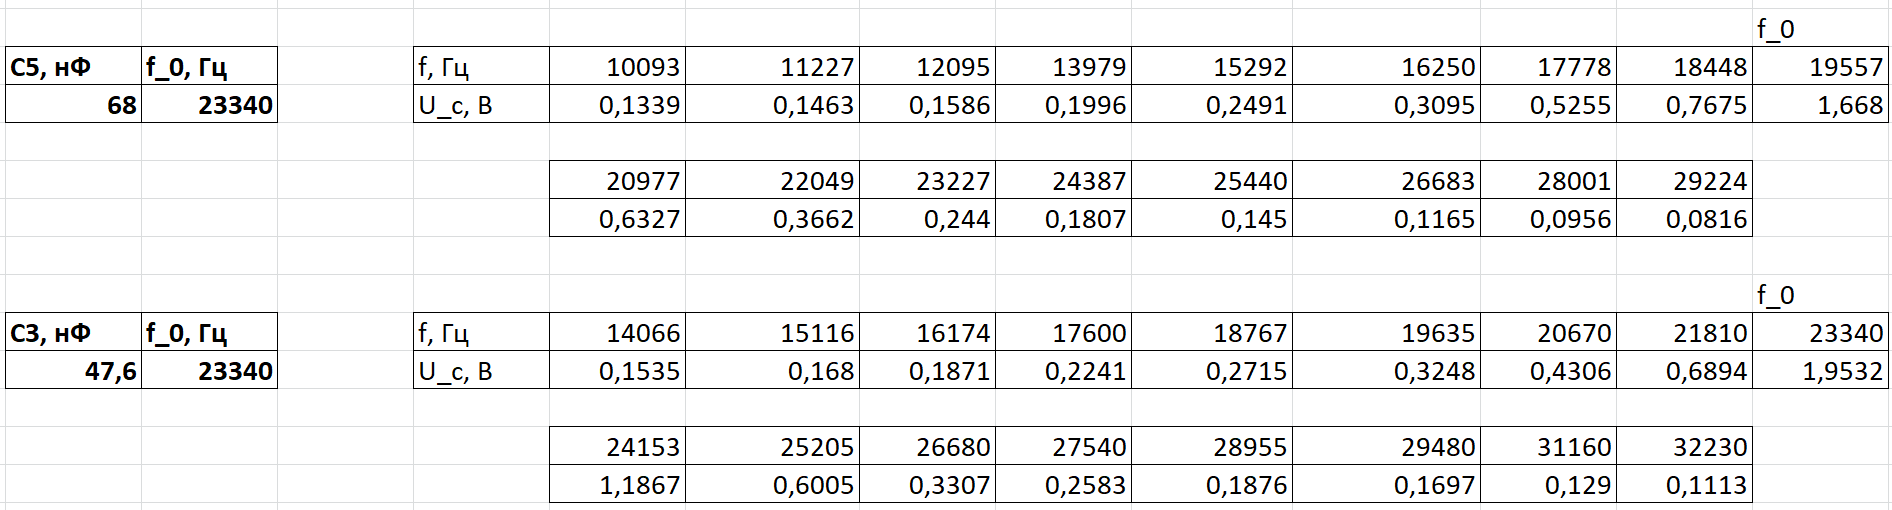 f_0
C5, нФ f_0, Гц f, Гц 10093 11227 12095 13979 15292 16250 17778 18448 19557
68 23340 U_c, В 0,1339 0,1463 0,1586 0,1996 0,2491 0,3095 0,5255 0,7675 1,668
20977 22049 23227 24387 25440 26683 28001 29224
0,6327 0,3662 0,244 0,1807 0,145 0,1165 0,0956 0,0816
f_0
C3, нФ f_0, Гц f, Гц 14066 15116 16174 17600 18767 19635 20670 21810 23340
47,6 23340 U_c, В 0,1535 0,168 0,1871 0,2241 0,2715 0,3248 0,4306 0,6894 1,9532
24153 25205 26680 27540 28955 29480 31160 32230
1,1867 0,6005 0,3307 0,2583 0,1876 0,1697 0,129 0,1113